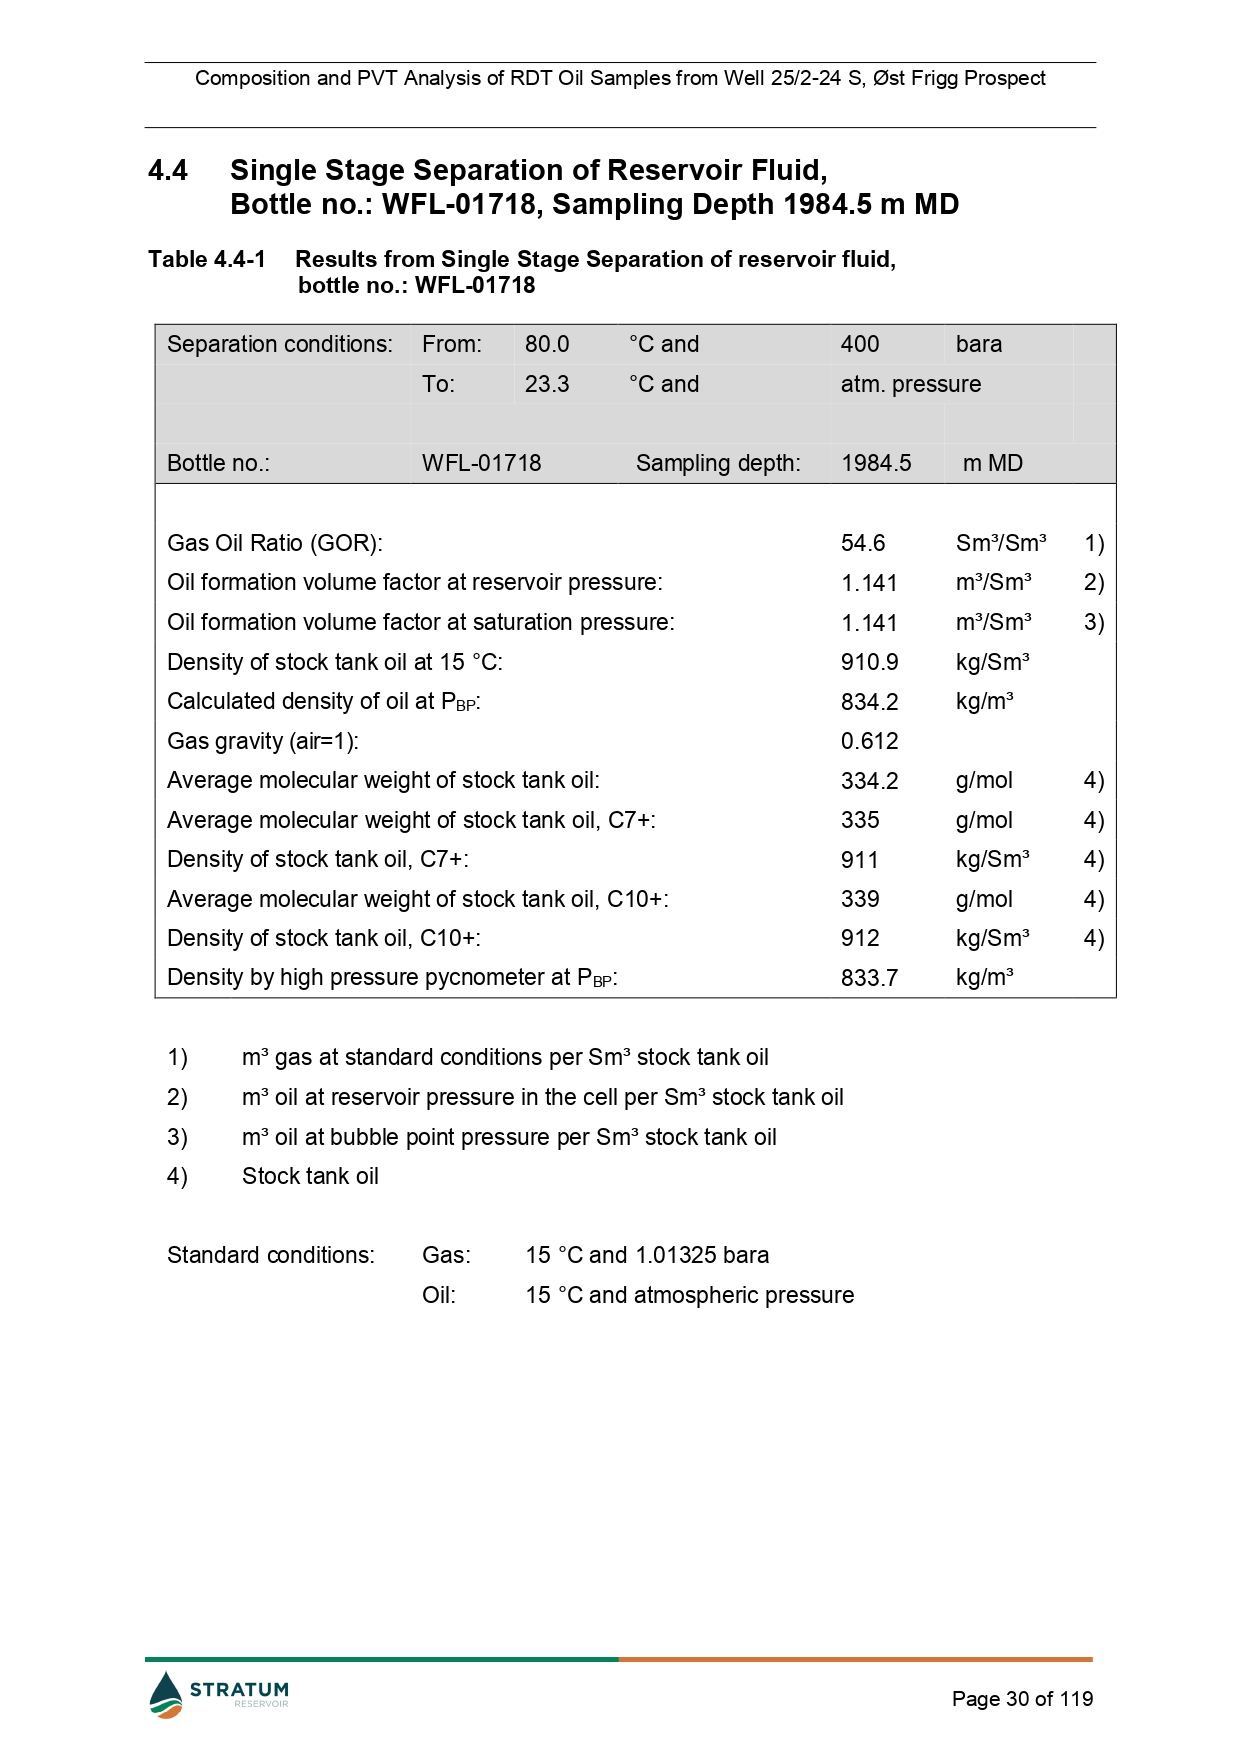 Composition and PVT Analysis of RDT Oil Samples from Well 25/2-24 S, Øst Frigg Prospect
4.4 Single Stage Separation of Reservoir Fluid,
Bottle no.: WFL-01718, Sampling Depth 1984.5 m MD
Table 4.4-1 Results from Single Stage Separation of reservoir fluid,
bottle no.: WFL-01718
Separation conditions: From: 80.0 °C and 400 bara
To: 23.3 °C and atm. pressure
Bottle no.: WFL-01718 Sampling depth: 1984.5 m MD
Gas Oil Ratio (GOR): 54.6 Sm³/Sm³ 1)
Oil formation volume factor at reservoir pressure: 1.141 m³/Sm³ 2)
Oil formation volume factor at saturation pressure: 1.141 m³/Sm³ 3)
Density of stock tank oil at 15 °C: 910.9 kg/Sm³
Calculated density of oil at PBP: 834.2 kg/m³
Gas gravity (air=1): 0.612
Average molecular weight of stock tank oil: 334.2 g/mol 4)
Average molecular weight of stock tank oil, C7+: 335 g/mol 4)
Density of stock tank oil, C7+: 911 kg/Sm³ 4)
Average molecular weight of stock tank oil, C10+: 339 g/mol 4)
Density of stock tank oil, C10+: 912 kg/Sm³ 4)
Density by high pressure pycnometer at PBP: 833.7 kg/m³
1) m³ gas at standard conditions per Sm³ stock tank oil
2) m³ oil at reservoir pressure in the cell per Sm³ stock tank oil
3) m³ oil at bubble point pressure per Sm³ stock tank oil
4) Stock tank oil
Standard conditions: Gas: 15 °C and 1.01325 bara
Oil: 15 °C and atmospheric pressure
STRATUM
RESERVOIR
Page 30 of 119